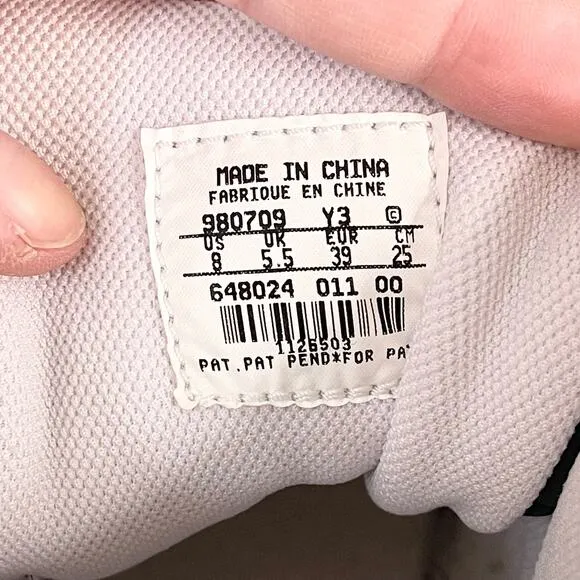 MADE IN CHINA
FABRIQUE EN CHINE
980709 Y3 ©
US UK EUR CM
8 5.5 39 25
648024 011 00
1126503
PAT.PAT PEND*FOR